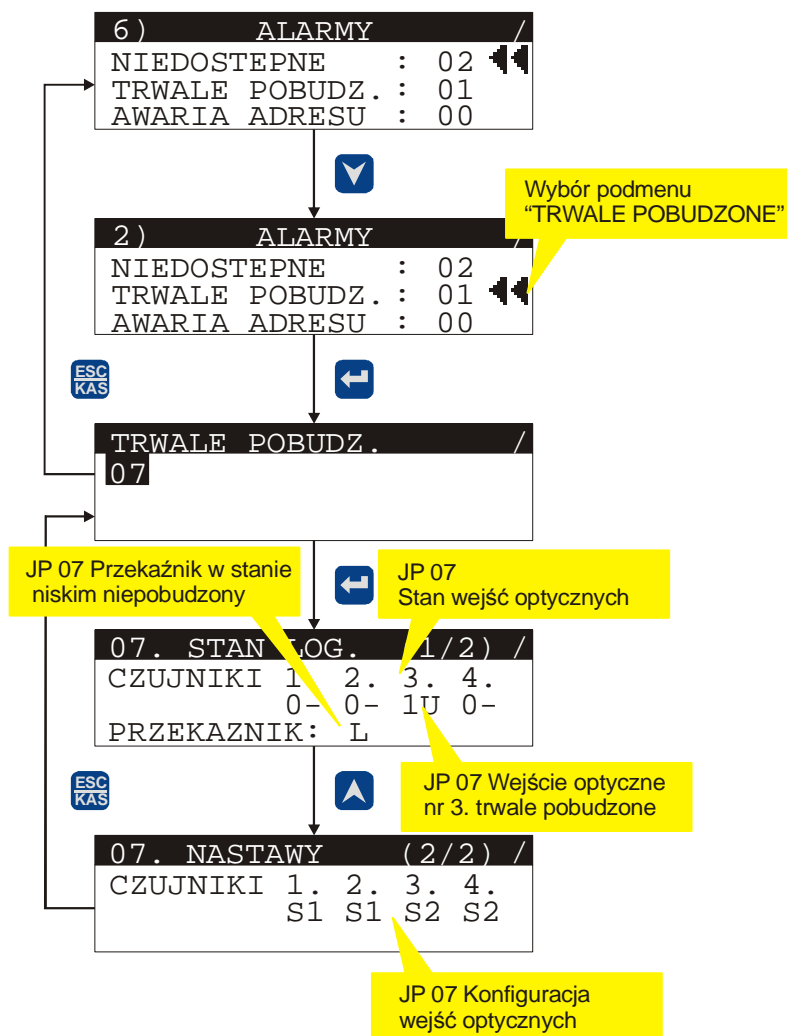 6) ALARMY /
NIEDOSTEPNE : 02
TRWALE POBUDZ. : 01
AWARIA ADRESU : 00
Wybór podmenu
“TRWALE POBUDZONE”
2) ALARMY /
NIEDOSTEPNE : 02
TRWALE POBUDZ. : 01
AWARIA ADRESU : 00
ESC
KAS
TRWALE POBUDZ. /
07
JP 07 Przekaźnik w stanie
niskim niepobudzony
JP 07
Stan wejść optycznych
07. STAN LOG. (1/2) /
CZUJNIKI 1. 2. 3. 4.
0- 0- 1U 0-
PRZEKAZNIK: L
ESC
KAS
JP 07 Wejście optyczne
nr 3. trwale pobudzone
07. NASTAWY (2/2) /
CZUJNIKI 1. 2. 3. 4.
S1 S1 S2 S2
JP 07 Konfiguracja
wejść optycznych